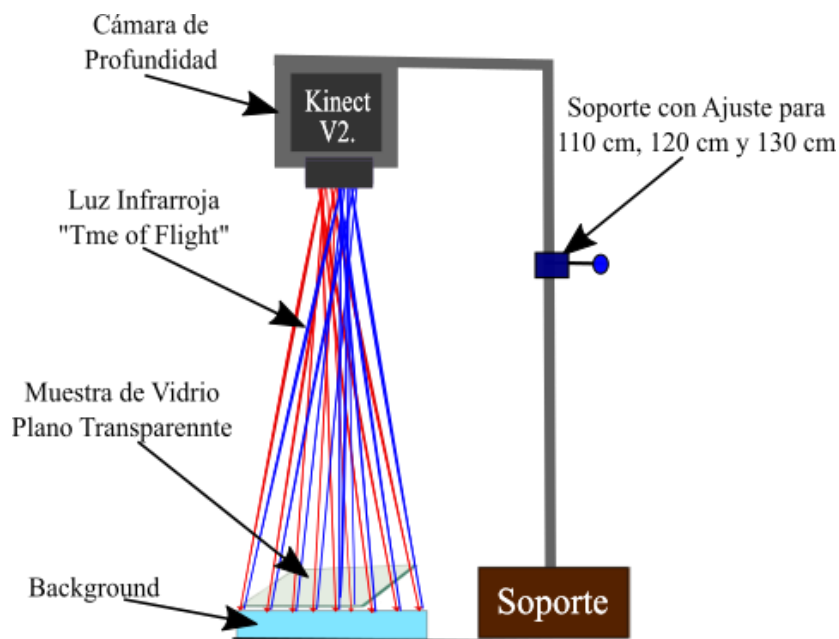 Cámara de
Profundidad
Kinect
V2.
Soporte con Ajuste para
110 cm, 120 cm y 130 cm
Luz Infrarroja
"Tme of Flight"
Muestra de Vidrio
Plano Transparennte
Background
Soporte